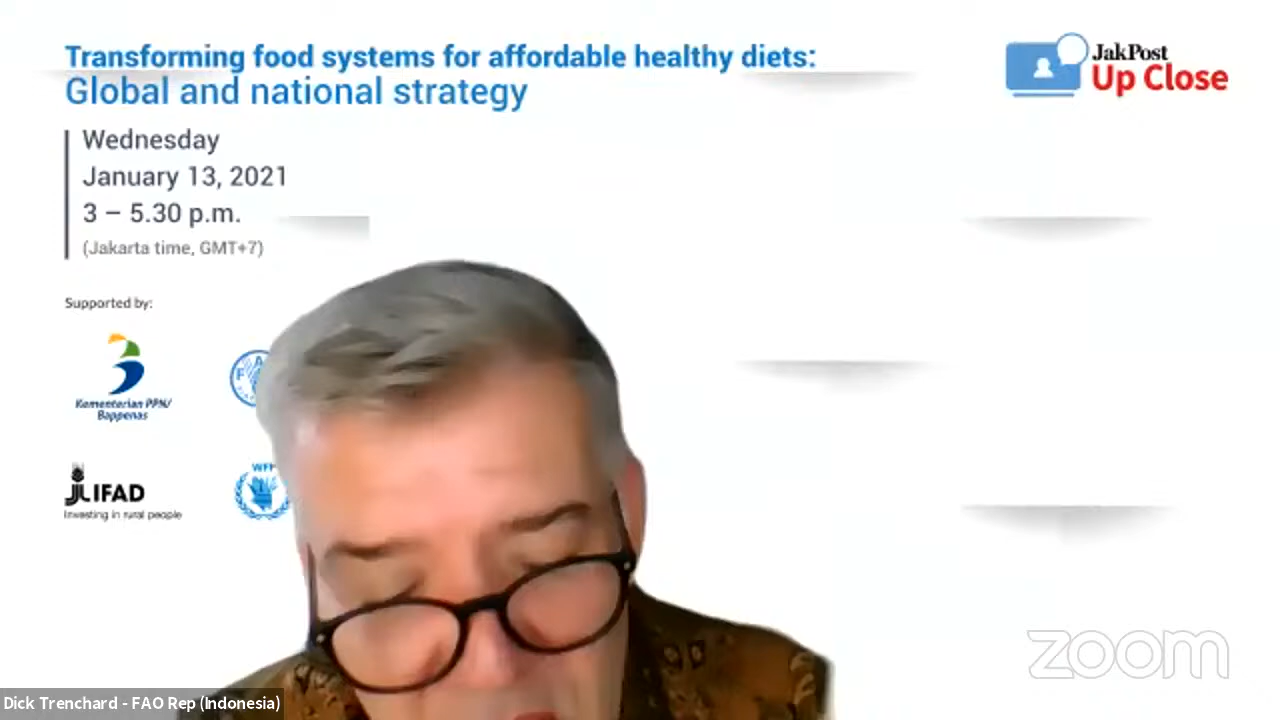 Transforming food systems for affordable healthy diets:
Global and national strategy
JakPost
Up Close
Wednesday
January 13, 2021
3 – 5.30 p.m.
(Jakarta time, GMT+7)
Supported by:
Kementerian PPN/
Bappenas
F A
IFAD
Investing in rural people
WFP
zoom
Dick Trenchard - FAO Rep (Indonesia)